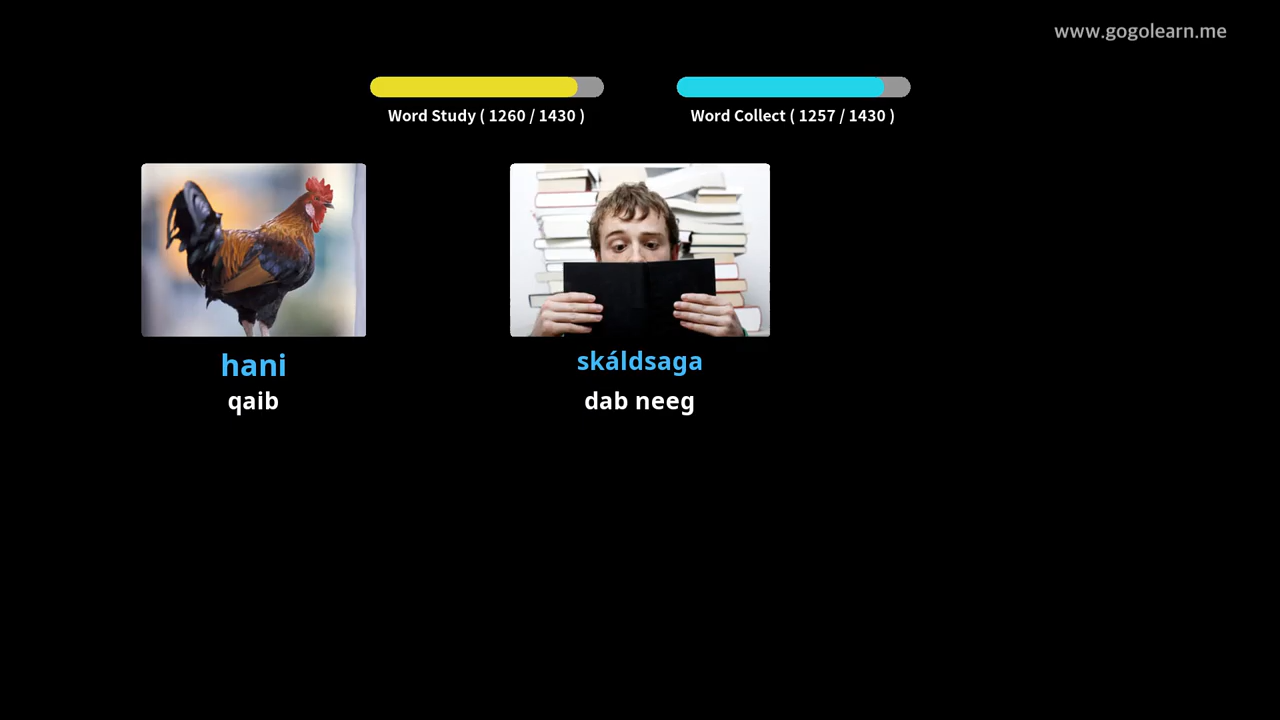 www.gogolearn.me
Word Study ( 1260 / 1430 )
Word Collect ( 1257 / 1430 )
hani
qaib
skáldsaga
dab neeg